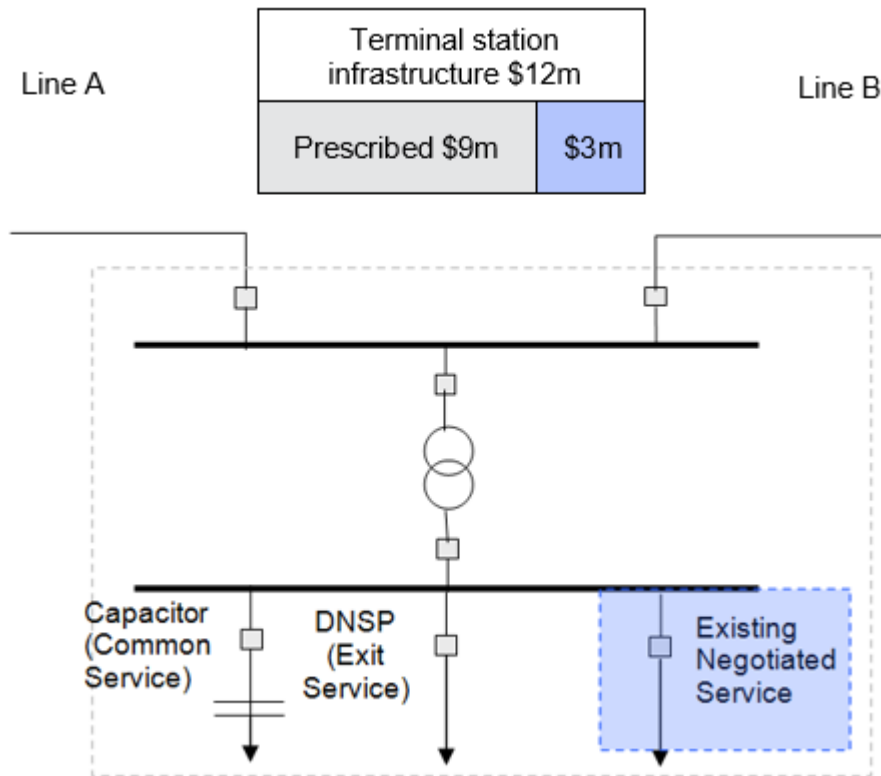 Terminal station
infrastructure $12m
Line A
Line B
Prescribed $9m
$3m
Capacitor
(Common
Service)
DNSP
(Exit
Service)
Existing
Negotiated
Service